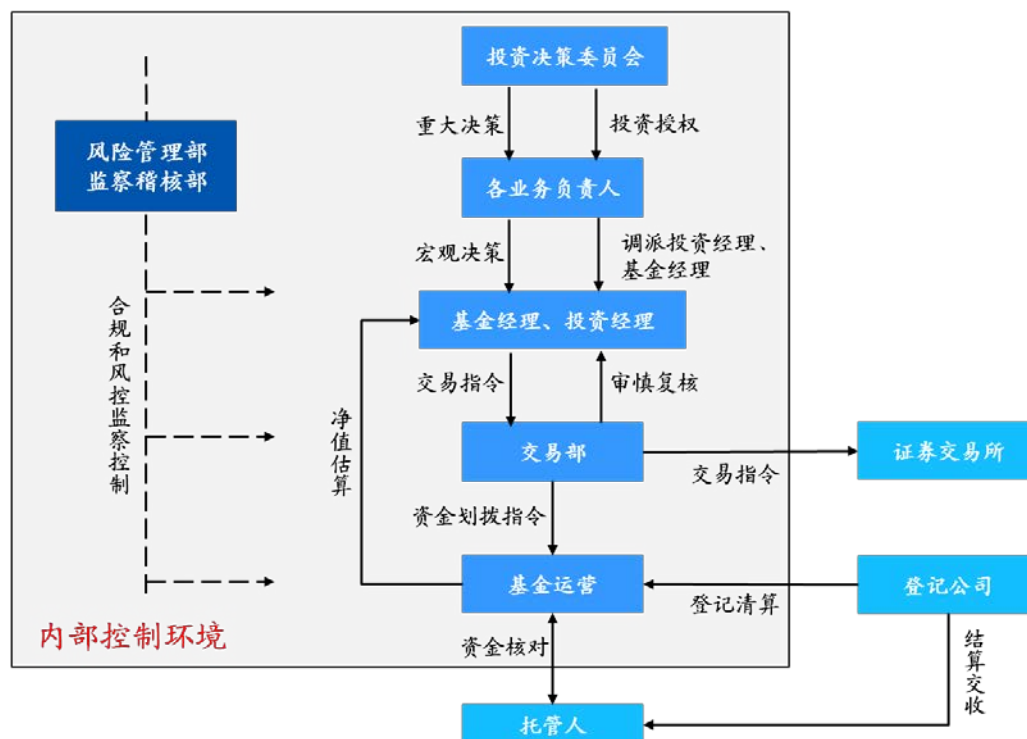 投资决策委员会
重大决策
投资授权
风险管理部
监察稽核部
各业务负责人
宏观决策
调派投资经理、
基金经理
合规和风控监察控制
基金经理、投资经理
交易指令
审慎复核
净值估算
交易部
交易指令
证券交易所
资金划拨指令
基金运营
登记清算
登记公司
内部控制环境
资金核对
结算交收
托管人